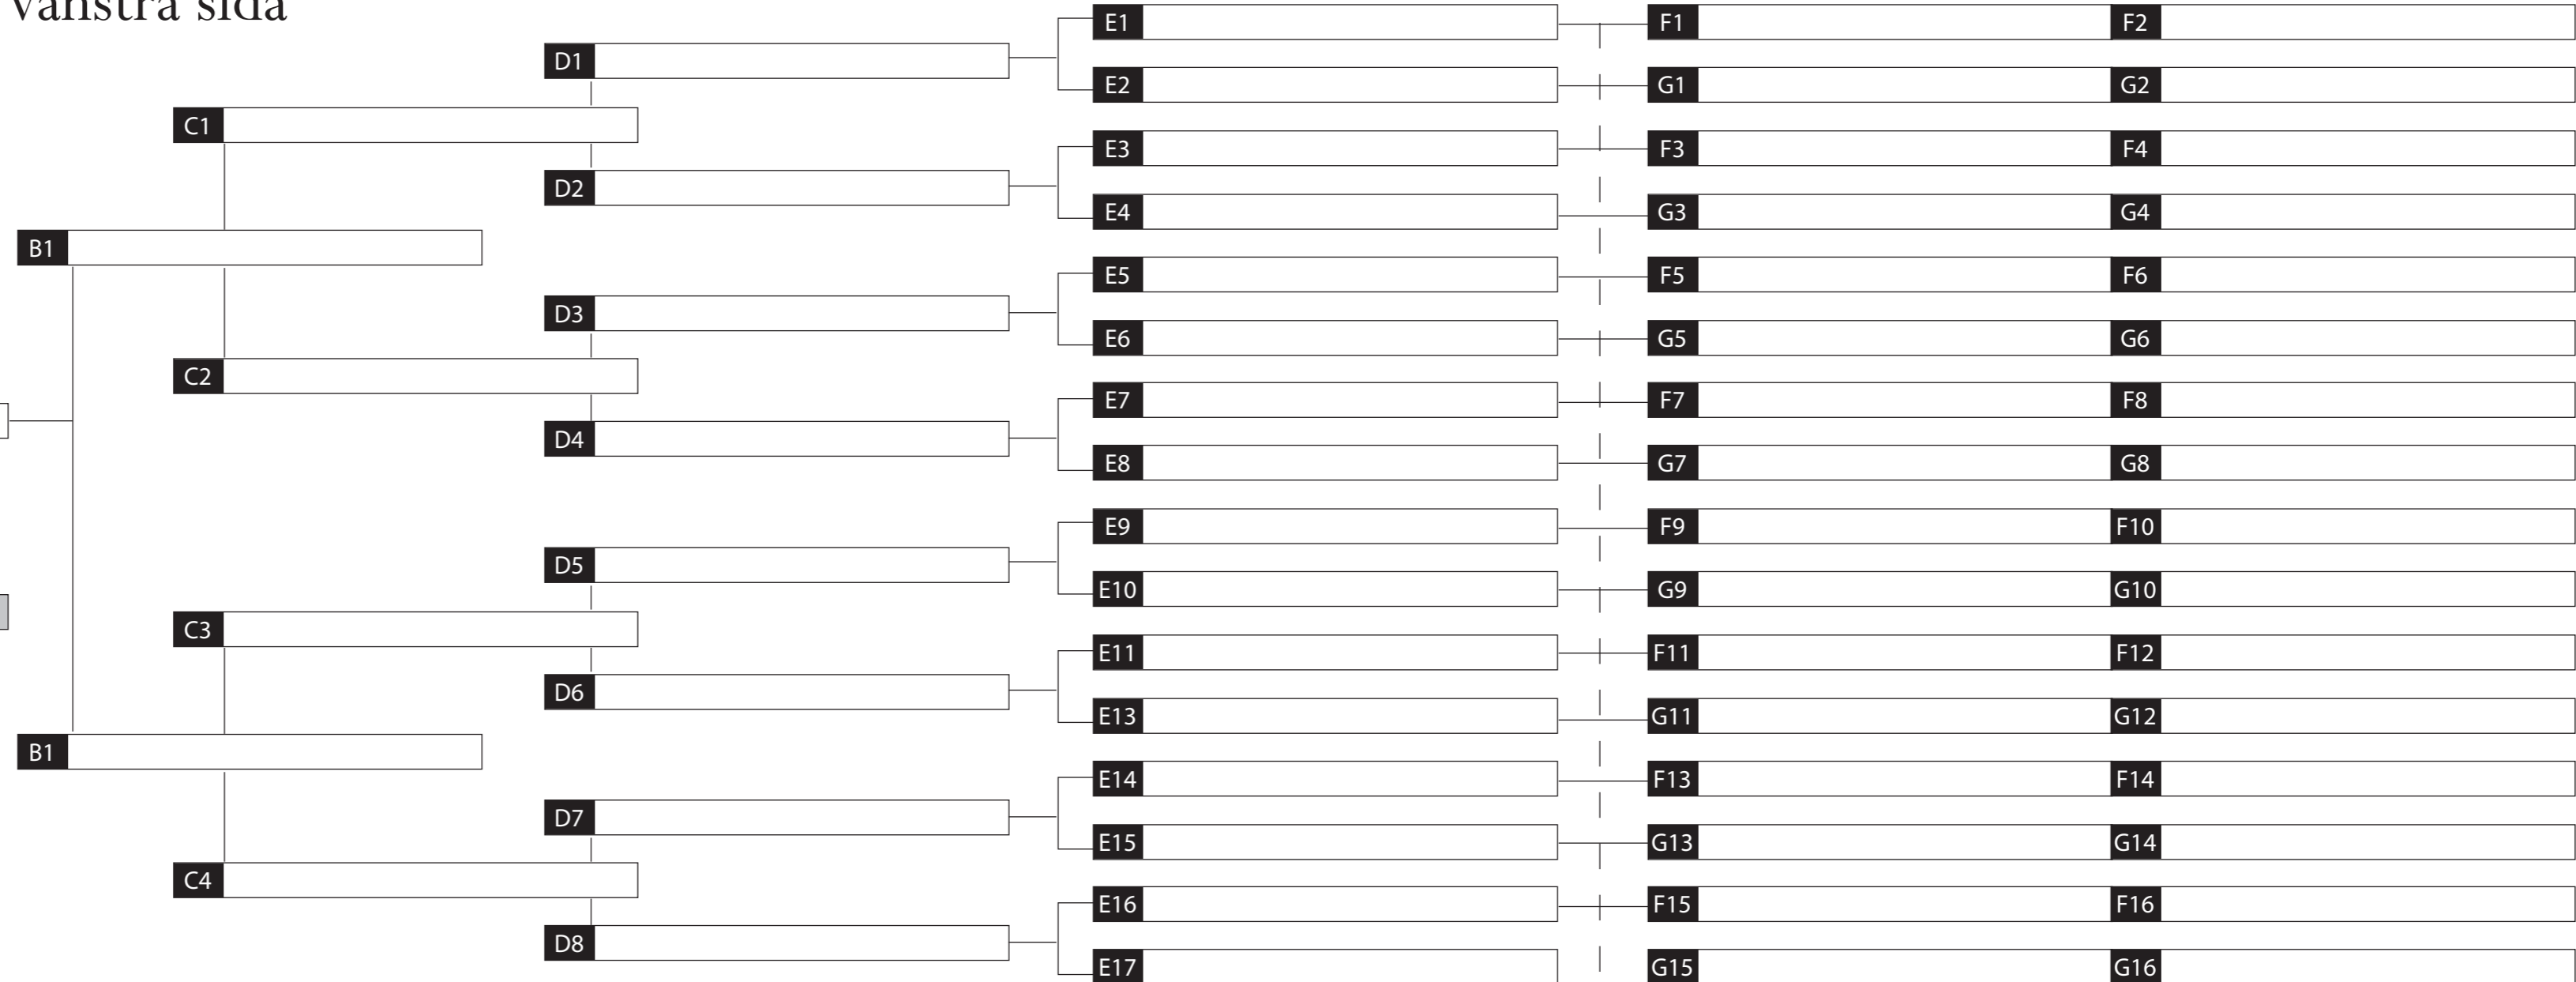 vänstra sida
E1 F1 F2
D1
E2 G1 G2
C1
E3 F3 F4
D2
E4 G3 G4
B1
E5 F5 F6
D3
E6 G5 G6
C2
E7 F7 F8
D4
E8 G7 G8
E9 F9 F10
D5
E10 G9 G10
C3
E11 F11 F12
D6
E13 G11 G12
B1
E14 F13 F14
D7
E15 G13 G14
C4
E16 F15 F16
D8
E17 G15 G16